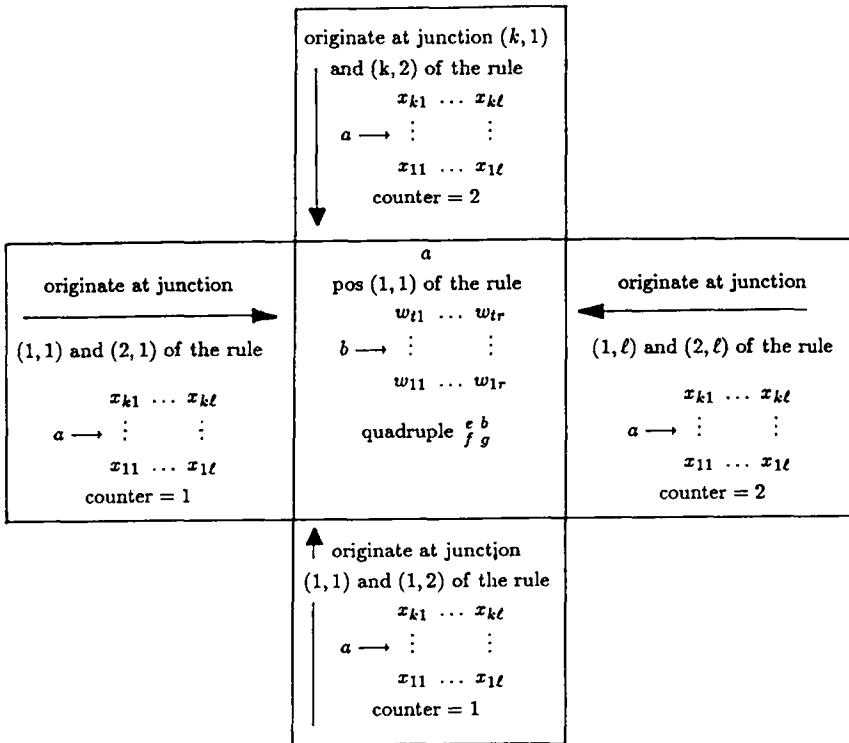 originate at junction (k, 1)
and (k, 2) of the rule
x_{k1} … x_{kℓ}
a ⟶ ⋮ ⋮
x_{11} … x_{1ℓ}
counter = 2
originate at junction
(1, 1) and (2, 1) of the rule
x_{k1} … x_{kℓ}
a ⟶ ⋮ ⋮
x_{11} … x_{1ℓ}
counter = 1
a
pos (1, 1) of the rule
w_{t1} … w_{tr}
b ⟶ ⋮ ⋮
w_{11} … w_{1r}
quadruple e b
f g
originate at junction
(1, ℓ) and (2, ℓ) of the rule
x_{k1} … x_{kℓ}
a ⟶ ⋮ ⋮
x_{11} … x_{1ℓ}
counter = 2
originate at junction
(1, 1) and (1, 2) of the rule
x_{k1} … x_{kℓ}
a ⟶ ⋮ ⋮
x_{11} … x_{1ℓ}
counter = 1